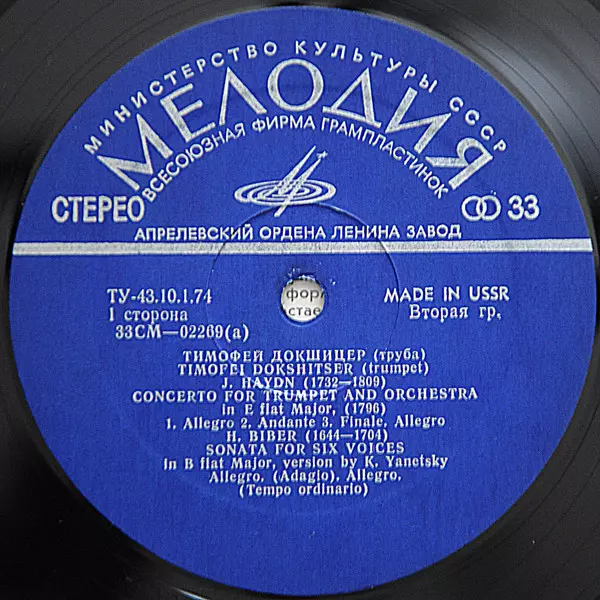 МИНИСТЕРСТВО КУЛЬТУРЫ СССР
МЕЛОДИЯ
ВСЕСОЮЗНАЯ ФИРМА ГРАМПЛАСТИНОК
СТЕРЕО
33
АПРЕЛЕВСКИЙ ОРДЕНА ЛЕНИНА ЗАВОД
ТУ-43.10.1.74
1 сторона
33СМ—02269(а)
MADE IN USSR
Вторая гр.
ТИМОФЕЙ ДОКШИЦЕР (труба)
TIMOFEI DOKSHITSER (trumpet)
J. HAYDN (1732—1809)
CONCERTO FOR TRUMPET AND ORCHESTRA
in E flat Major, (1796)
1. Allegro 2. Andante 3. Finale. Allegro
H. BIBER (1644—1704)
SONATA FOR SIX VOICES
in B flat Major, version by K. Yanetsky
Allegro. (Adagio). Allegro.
(Tempo ordinario)